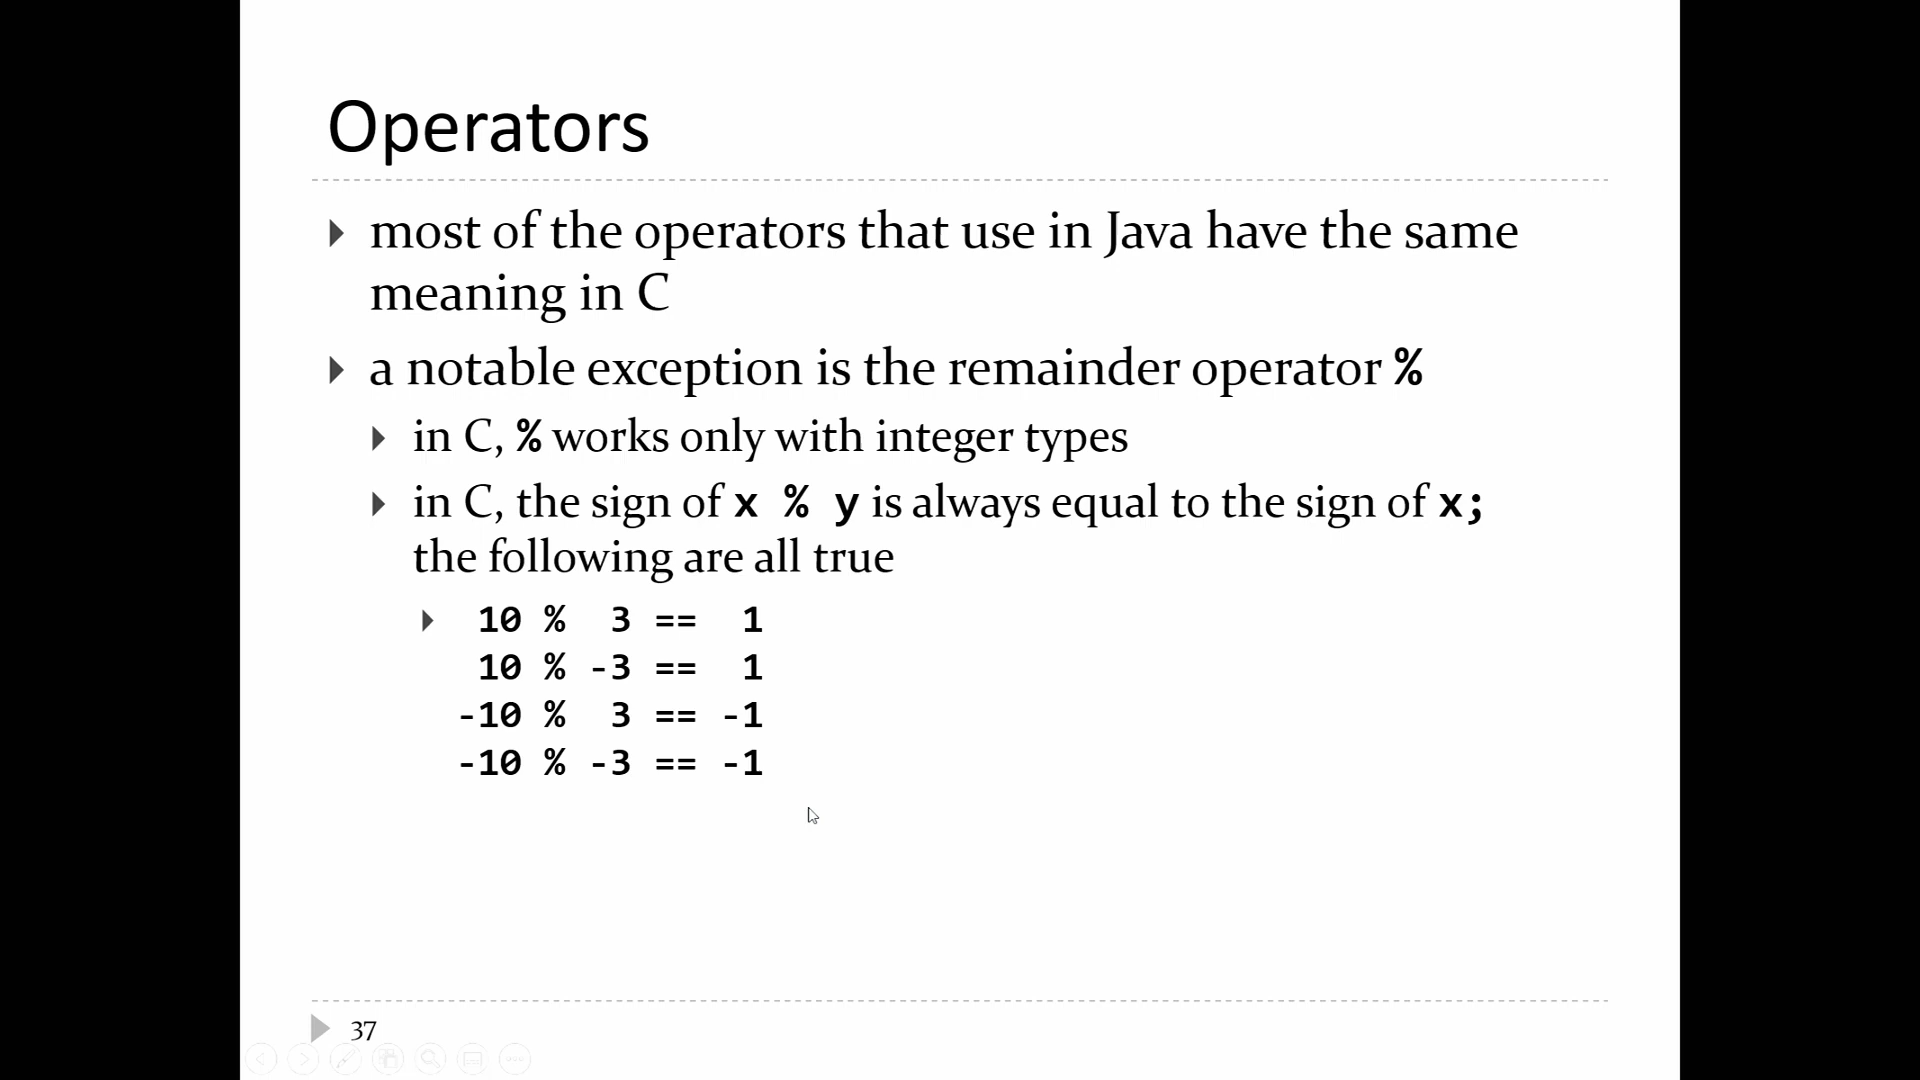 Operators
most of the operators that use in Java have the same
meaning in C
a notable exception is the remainder operator %
in C, % works only with integer types
in C, the sign of x % y is always equal to the sign of x;
the following are all true
10 % 3 == 1
10 % -3 == 1
-10 % 3 == -1
-10 % -3 == -1
37